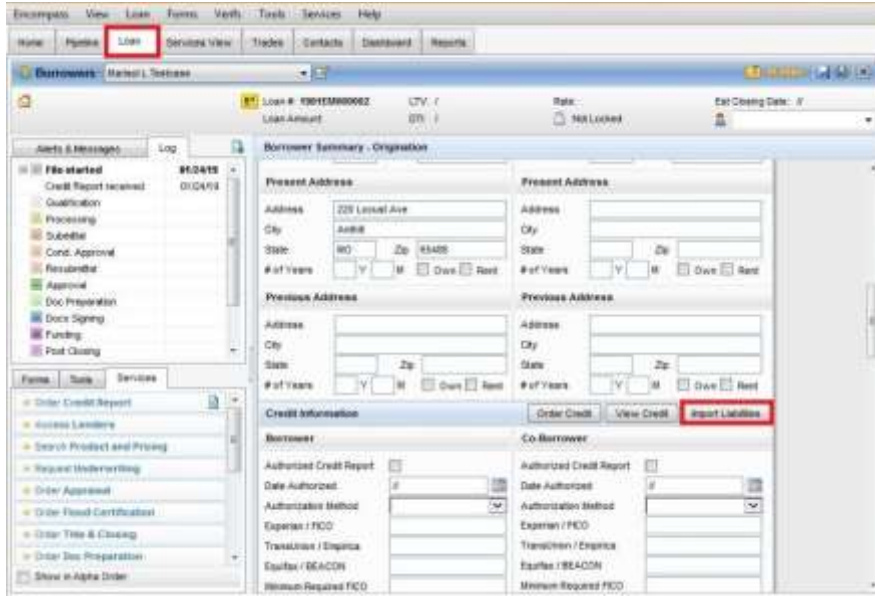 Encompass View Loan Forms Verify Tools Services Help
Home Pipeline Loan Services View Trades Contacts Dashboard Reports
Borrowers
Loan #: LTV: / Rate: Est Closing Date: //
Loan Amount: DTI: / Not Locked
Alerts & Messages Log Borrower Summary - Origination
File started 01/24/19
Credit Report received 01/24/19
Qualification
Processing
Submittal
Cond. Approval
Resubmittal
Approval
Doc Preparation
Docs Signing
Funding
Post Closing
Forms Tools Services
Order Credit Report
Access Lenders
Search Product and Pricing
Request Underwriting
Order Appraisal
Order Flood Certification
Order Title & Closing
Order Doc Preparation
Show in Alpha Order
Present Address Present Address
Address Address
City City
State MO Zip State Zip
# of Years Y M Own Rent # of Years Y M Own Rent
Previous Address Previous Address
Address Address
City City
State Zip State Zip
# of Years Y M Own Rent # of Years Y M Own Rent
Credit Information Order Credit View Credit Import Liabilities
Borrower Co-Borrower
Authorized Credit Report Authorized Credit Report
Date Authorized // Date Authorized //
Authorization Method Authorization Method
Experian / FICO Experian / FICO
TransUnion / Empirica TransUnion / Empirica
Equifax / BEACON Equifax / BEACON
Minimum Required FICO Minimum Required FICO